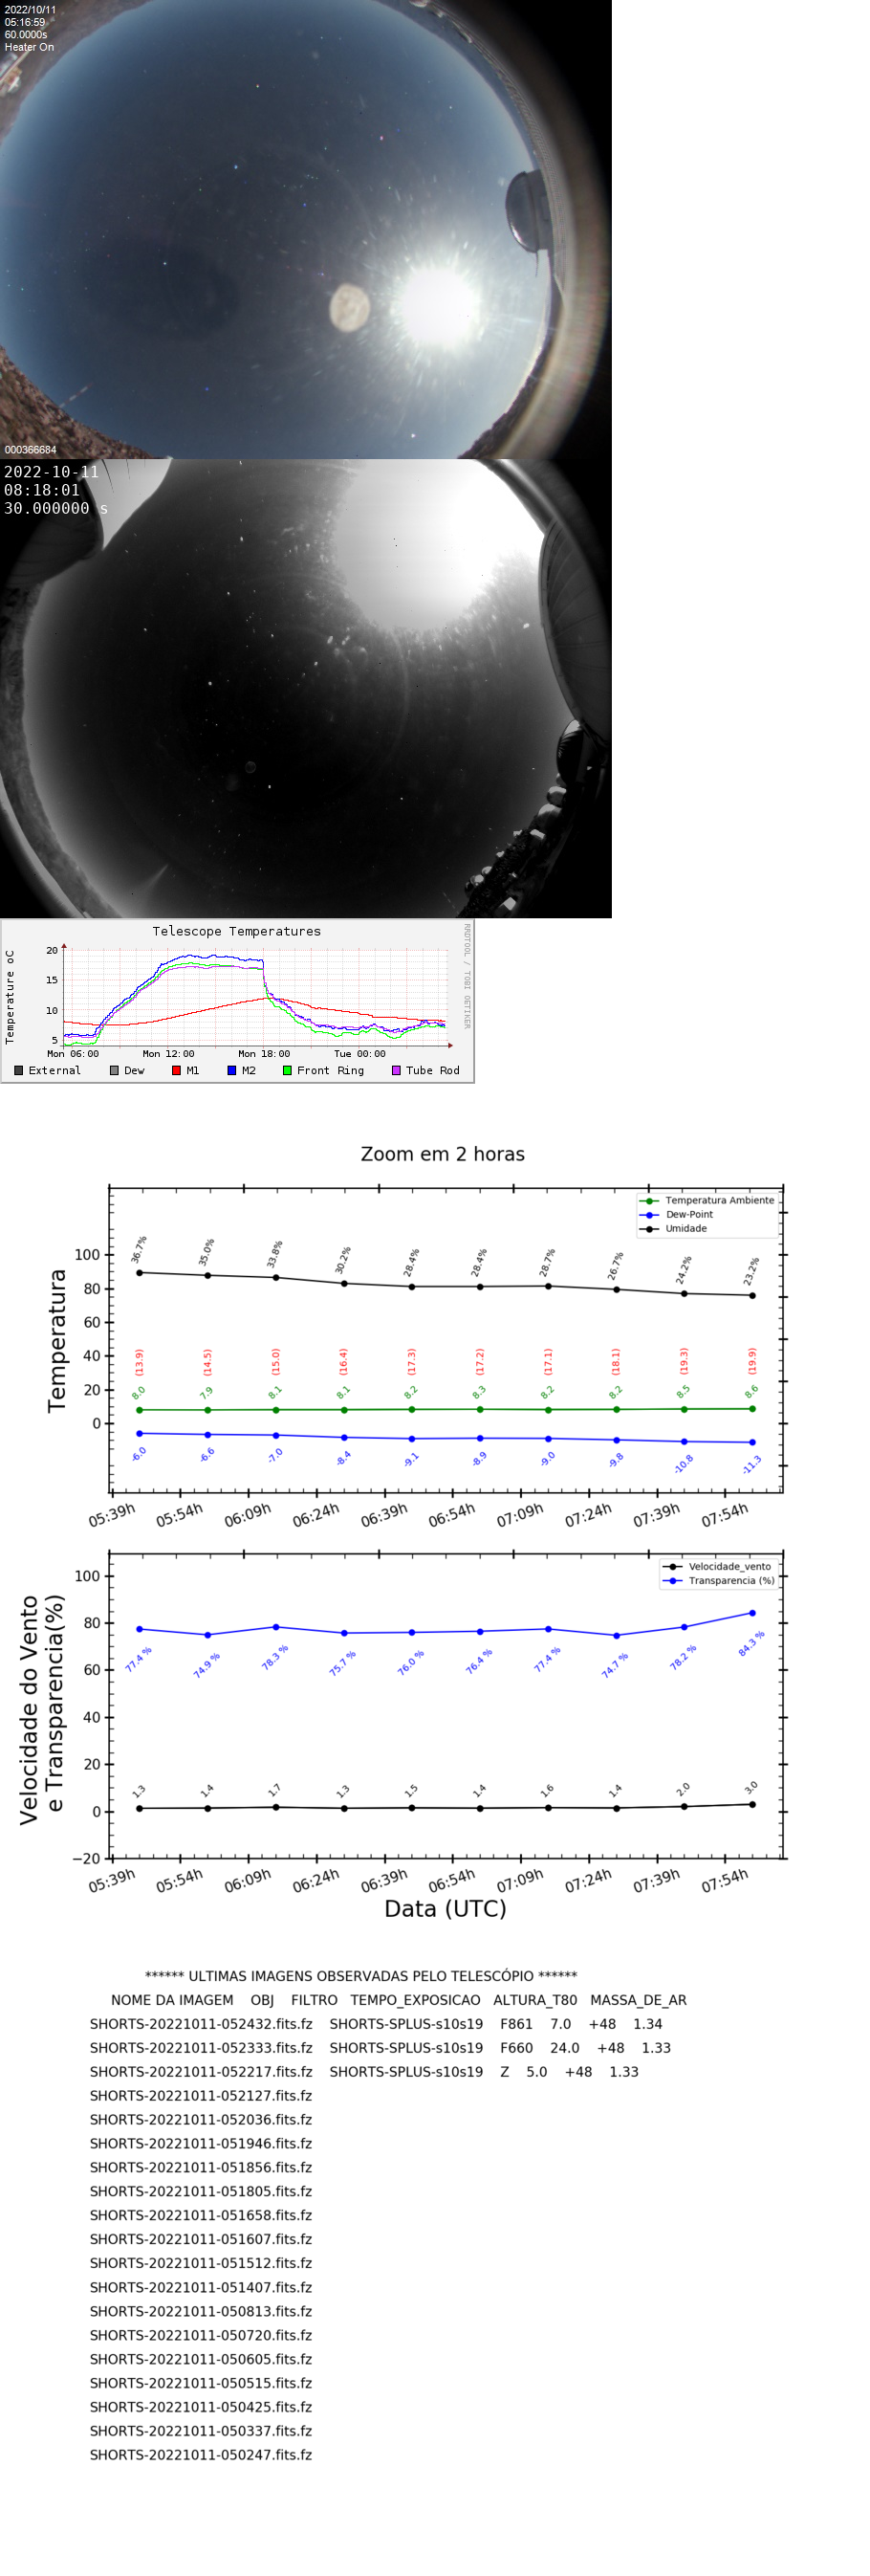 2022/10/11
05:16:59
60.0000s
Heater On
000366684
2022-10-11
08:18:01
30.000000 s
Telescope Temperatures
RRDTOOL / TOBI OETIKER
Temperature oC
20
15
10
5
Mon 06:00 Mon 12:00 Mon 18:00 Tue 00:00
External Dew M1 M2 Front Ring Tube Rod
Zoom em 2 horas
Temperatura Ambiente
Dew-Point
Umidade
Temperatura
100
80
60
40
20
0
36.7% 35.0% 33.8% 30.2% 28.4% 28.4% 28.7% 26.7% 24.2% 23.2%
(13.9) (14.5) (15.0) (16.4) (17.3) (17.2) (17.1) (18.1) (19.3) (19.9)
8.0 7.9 8.1 8.1 8.2 8.3 8.2 8.2 8.5 8.6
-6.0 -6.6 -7.0 -8.4 -9.1 -8.9 -9.0 -9.8 -10.8 -11.3
05:39h 05:54h 06:09h 06:24h 06:39h 06:54h 07:09h 07:24h 07:39h 07:54h
Velocidade_vento
Transparencia (%)
Velocidade do Vento
e Transparencia(%)
100
80
60
40
20
0
−20
77.4 % 74.9 % 78.3 % 75.7 % 76.0 % 76.4 % 77.4 % 74.7 % 78.2 % 84.3 %
1.3 1.4 1.7 1.3 1.5 1.4 1.6 1.4 2.0 3.0
05:39h 05:54h 06:09h 06:24h 06:39h 06:54h 07:09h 07:24h 07:39h 07:54h
Data (UTC)
****** ULTIMAS IMAGENS OBSERVADAS PELO TELESCÓPIO ******
NOME DA IMAGEM OBJ FILTRO TEMPO_EXPOSICAO ALTURA_T80 MASSA_DE_AR
SHORTS-20221011-052432.fits.fz SHORTS-SPLUS-s10s19 F861 7.0 +48 1.34
SHORTS-20221011-052333.fits.fz SHORTS-SPLUS-s10s19 F660 24.0 +48 1.33
SHORTS-20221011-052217.fits.fz SHORTS-SPLUS-s10s19 Z 5.0 +48 1.33
SHORTS-20221011-052127.fits.fz
SHORTS-20221011-052036.fits.fz
SHORTS-20221011-051946.fits.fz
SHORTS-20221011-051856.fits.fz
SHORTS-20221011-051805.fits.fz
SHORTS-20221011-051658.fits.fz
SHORTS-20221011-051607.fits.fz
SHORTS-20221011-051512.fits.fz
SHORTS-20221011-051407.fits.fz
SHORTS-20221011-050813.fits.fz
SHORTS-20221011-050720.fits.fz
SHORTS-20221011-050605.fits.fz
SHORTS-20221011-050515.fits.fz
SHORTS-20221011-050425.fits.fz
SHORTS-20221011-050337.fits.fz
SHORTS-20221011-050247.fits.fz